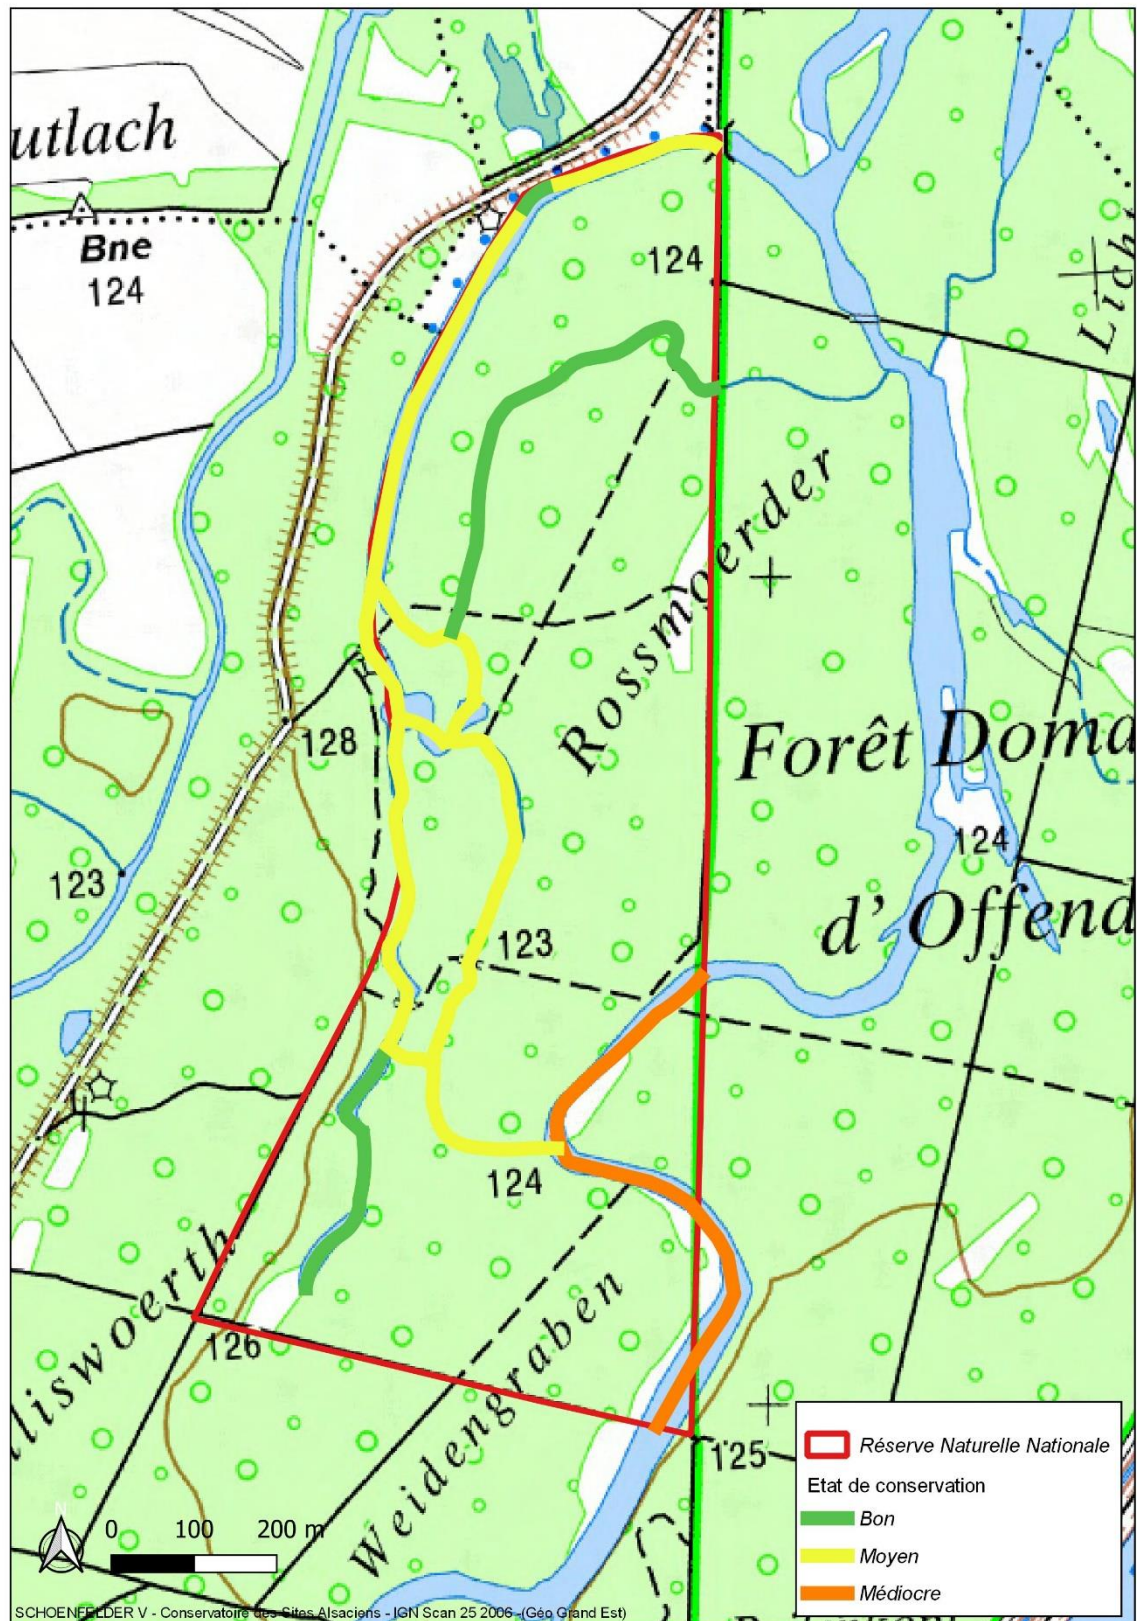 utlach
Bne
124
124
Rossmoerder
128
Forêt Doma
124
123
d' Offend
123
124
126
Weidengraben
125
Réserve Naturelle Nationale
Etat de conservation
Bon
Moyen
Médiocre
N
0 100 200 m
SCHOENFELDER V - Conservatoire des Sites Alsaciens - IGN Scan 25 2006 -(Géo Grand Est)